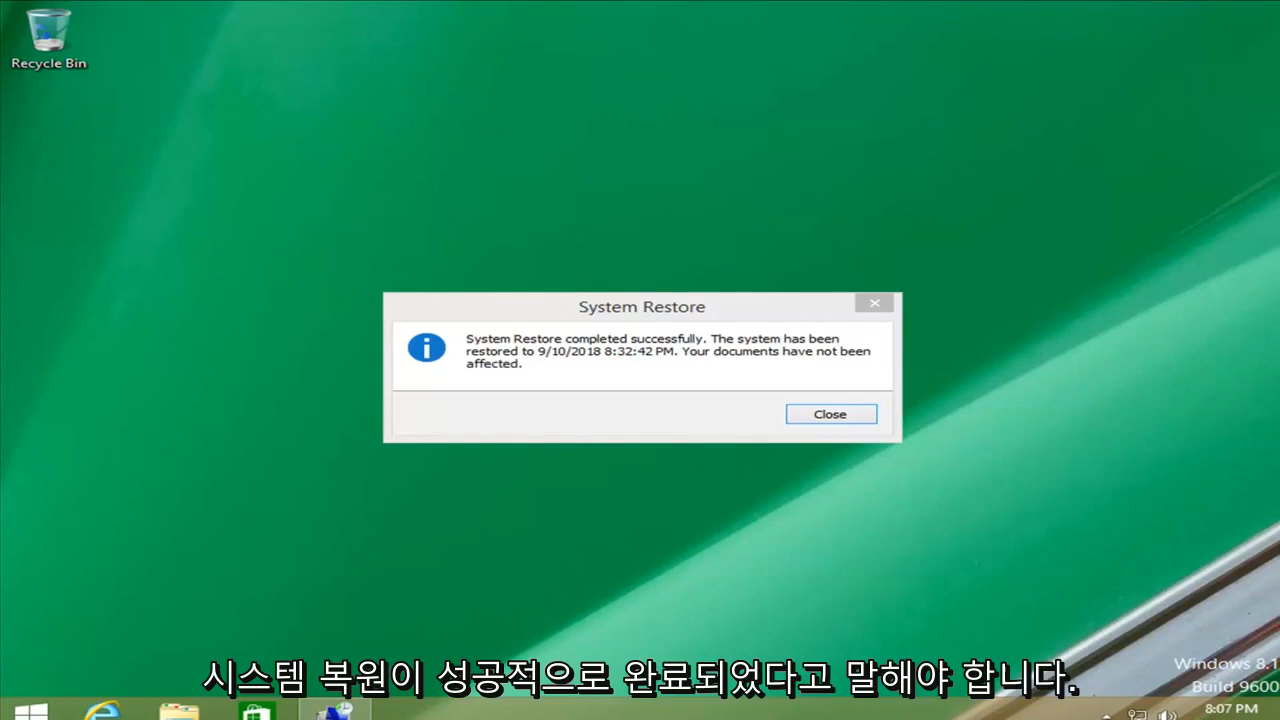 Recycle Bin
System Restore
System Restore completed successfully. The system has been
restored to 9/10/2018 8:32:42 PM. Your documents have not been
affected.
Close
시스템 복원이 성공적으로 완료되었다고 말해야 합니다.
Windows 8.1
Build 9600
8:07 PM